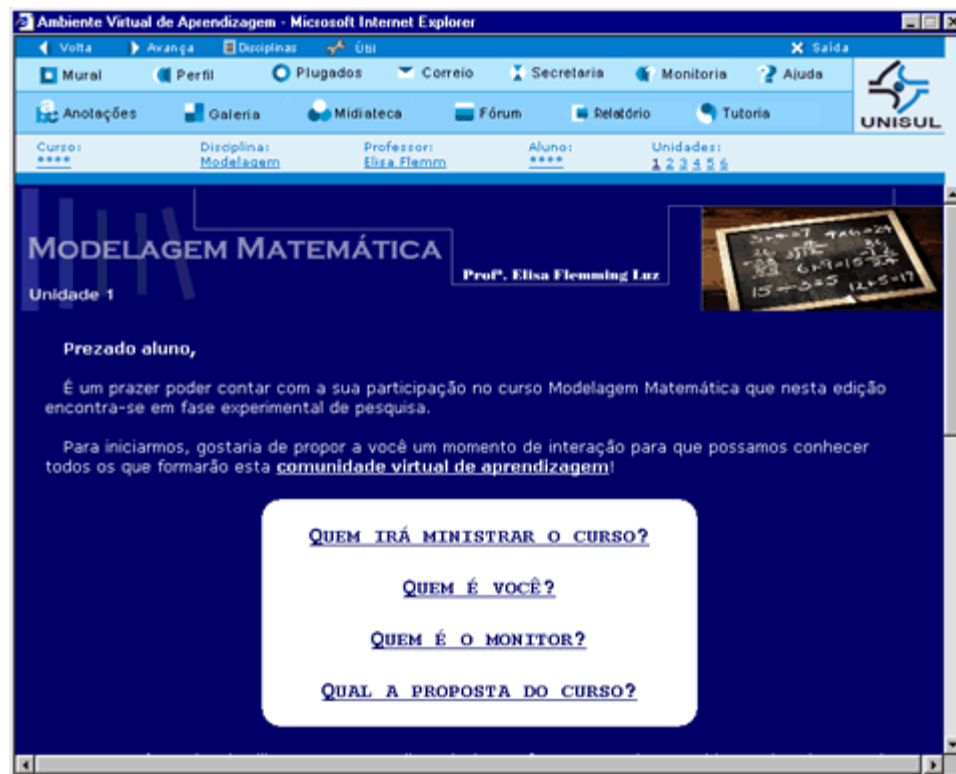 Ambiente Virtual de Aprendizagem - Microsoft Internet Explorer
Volta Avança Disciplinas Útil Saída
Mural Perfil Plugados Correio Secretaria Monitoria Ajuda
Anotações Galeria Midiateca Fórum Relatório Tutoria
UNISUL
Curso: Disciplina: Professor: Aluno: Unidades:
**** Modelagem Elisa Flemm **** 1 2 3 4 5 6
MODELAGEM MATEMÁTICA
Profª. Elisa Flemming Luz
Unidade 1
Prezado aluno,
É um prazer poder contar com a sua participação no curso Modelagem Matemática que nesta edição
encontra-se em fase experimental de pesquisa.
Para iniciarmos, gostaria de propor a você um momento de interação para que possamos conhecer
todos os que formarão esta comunidade virtual de aprendizagem!
QUEM IRÁ MINISTRAR O CURSO?
QUEM É VOCÊ?
QUEM É O MONITOR?
QUAL A PROPOSTA DO CURSO?